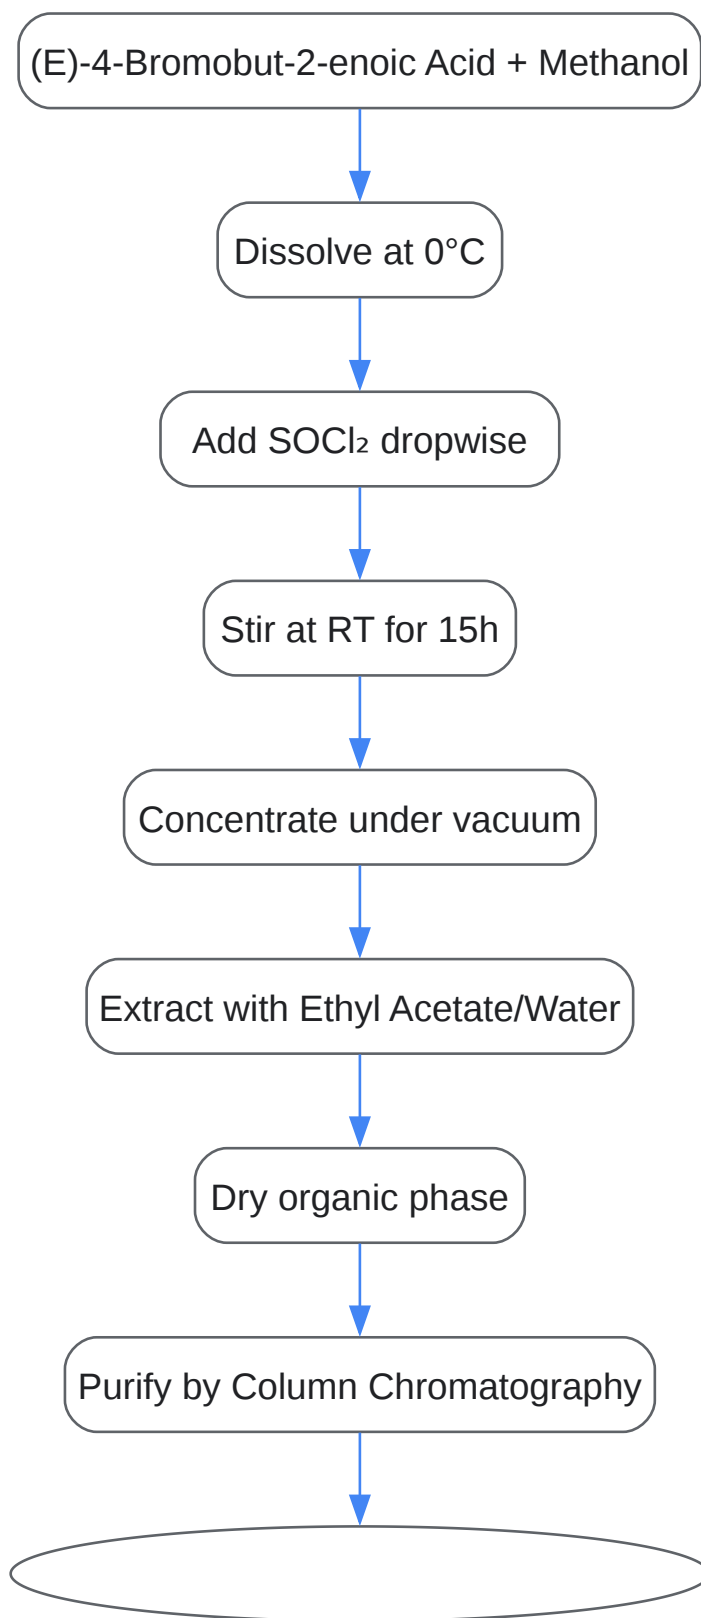 (E)-4-Bromobut-2-enoic Acid + Methanol
Dissolve at 0°C
Add SOCl₂ dropwise
Stir at RT for 15h
Concentrate under vacuum
Extract with Ethyl Acetate/Water
Dry organic phase
Purify by Column Chromatography